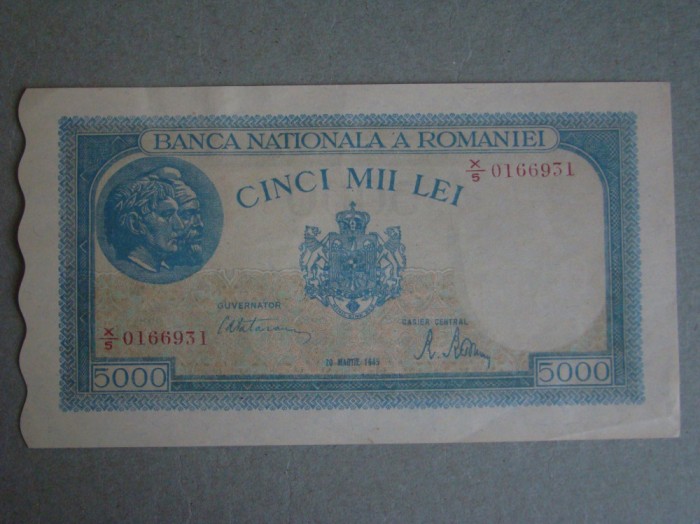 BANCA NATIONALA A ROMANIEI
X/5 0166931
CINCI MII LEI
GUVERNATOR
CASIER CENTRAL
X/5 0166931
MARTIE 1945
5000
5000